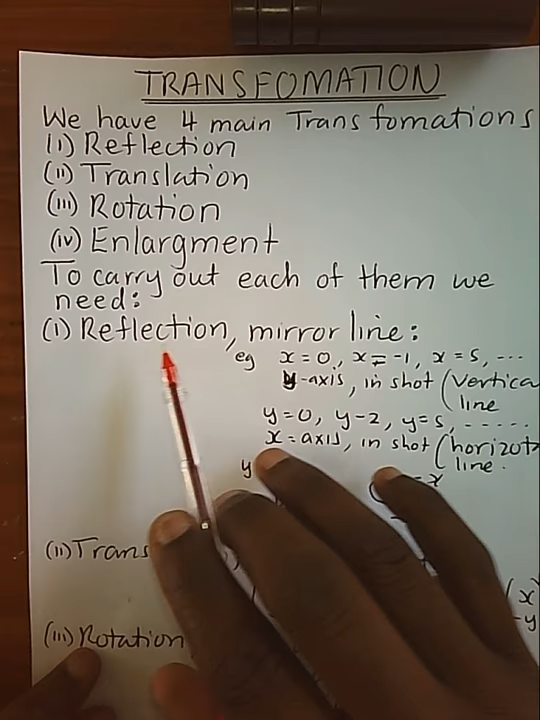 TRANSFOMATION
We have 4 main Transfomations
(i) Reflection
(ii) Translation
(iii) Rotation
(iv) Enlargment
To carry out each of them we
need:
(i) Reflection, mirror line:
eg x=0, x=-1, x=5, ...
y-axis, in shot (vertica
line
y=0, y-2, y=5, ......
x=axis, in shot (horizot
line.
y
=x
(ii) Trans
(x)
-y
(iii) Rotation